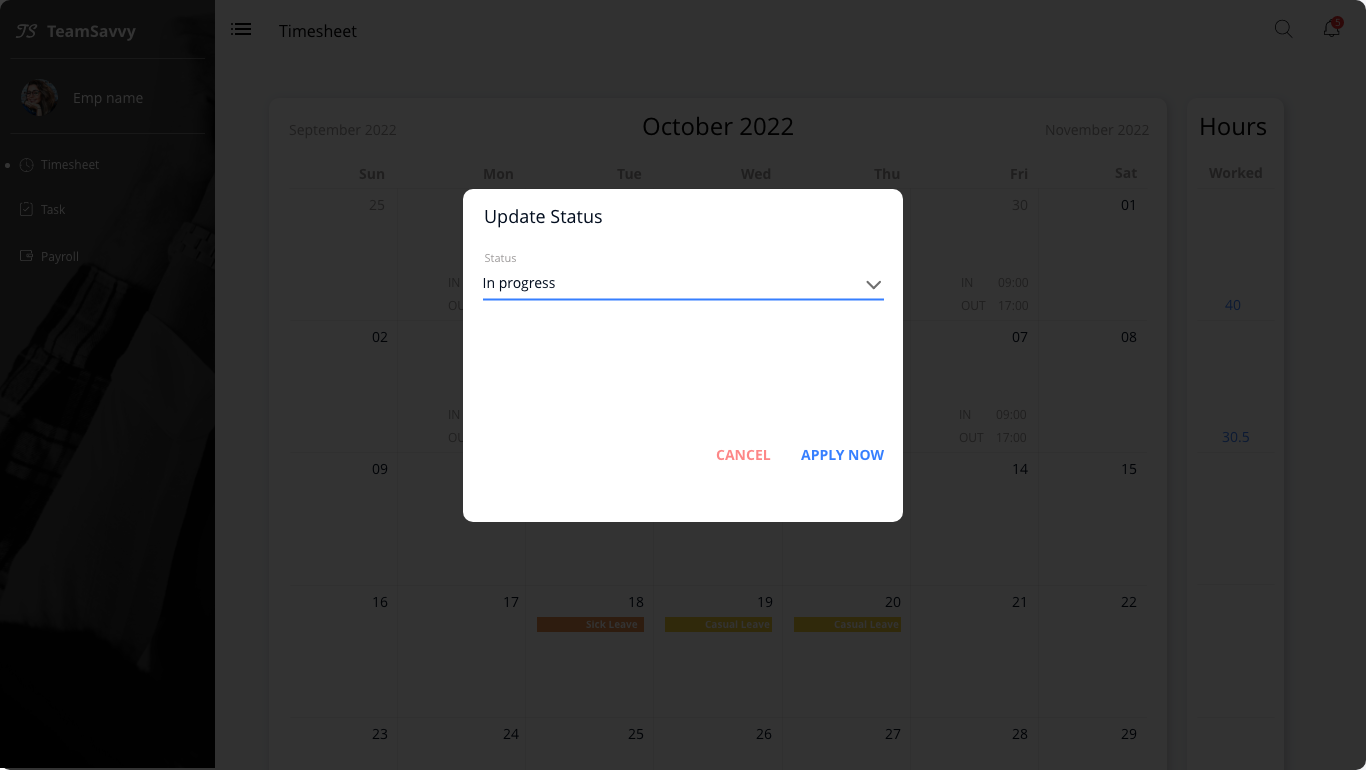 TS TeamSavvy
Timesheet
5
Emp name
Timesheet
Task
Payroll
September 2022
October 2022
November 2022
Hours
Sun Mon Tue Wed Thu Fri Sat
Worked
25 30 01
IN IN 09:00
OUT 17:00
40
02 07 08
IN IN 09:00
OUT 17:00
30.5
09 14 15
16 17 18 19 20 21 22
Sick Leave Casual Leave Casual Leave
23 24 25 26 27 28 29
Update Status
Status
In progress
CANCEL APPLY NOW